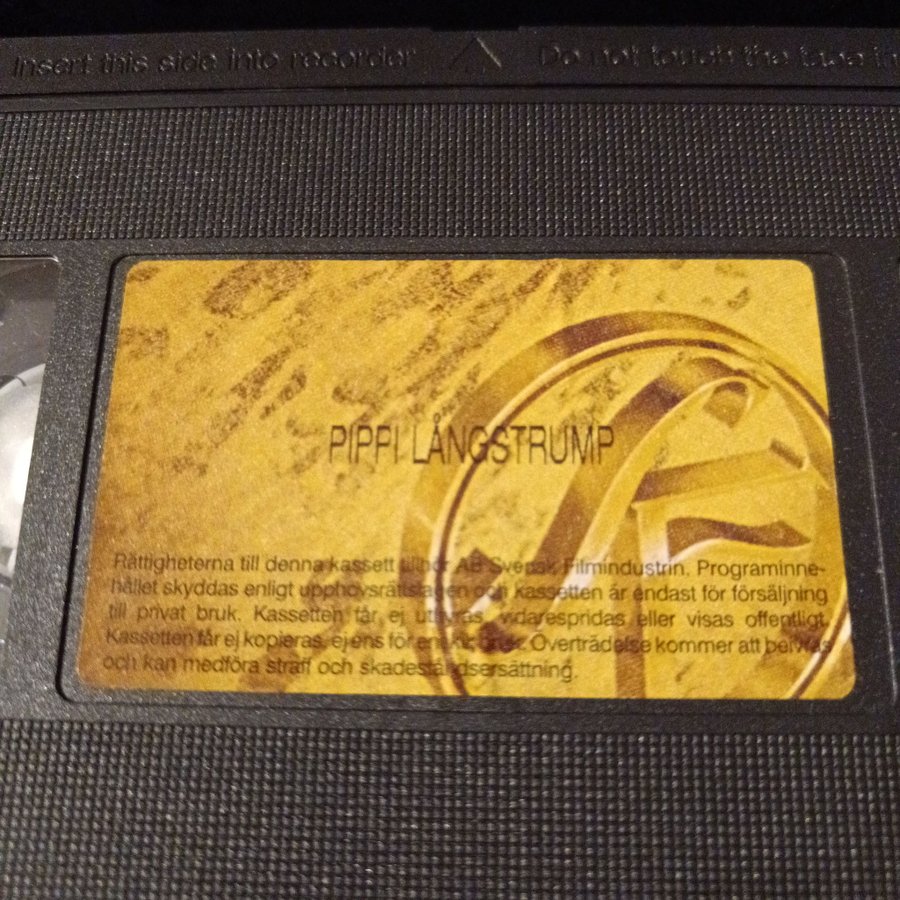 Insert this side into recorder Do not touch the tape in
PIPPI LÅNGSTRUMP
Rättigheterna till denna kassett tillhör AB Svensk Filmindustrin. Programinne-
hållet skyddas enligt upphovsrättslagen och kassetten är endast för försäljning
till privat bruk. Kassetten får ej uthyras, vidarespridas eller visas offentligt.
Kassetten får ej kopieras, ej ens för enskilt bruk. Överträdelse kommer att beivras
och kan medföra straff och skadeståndsersättning.